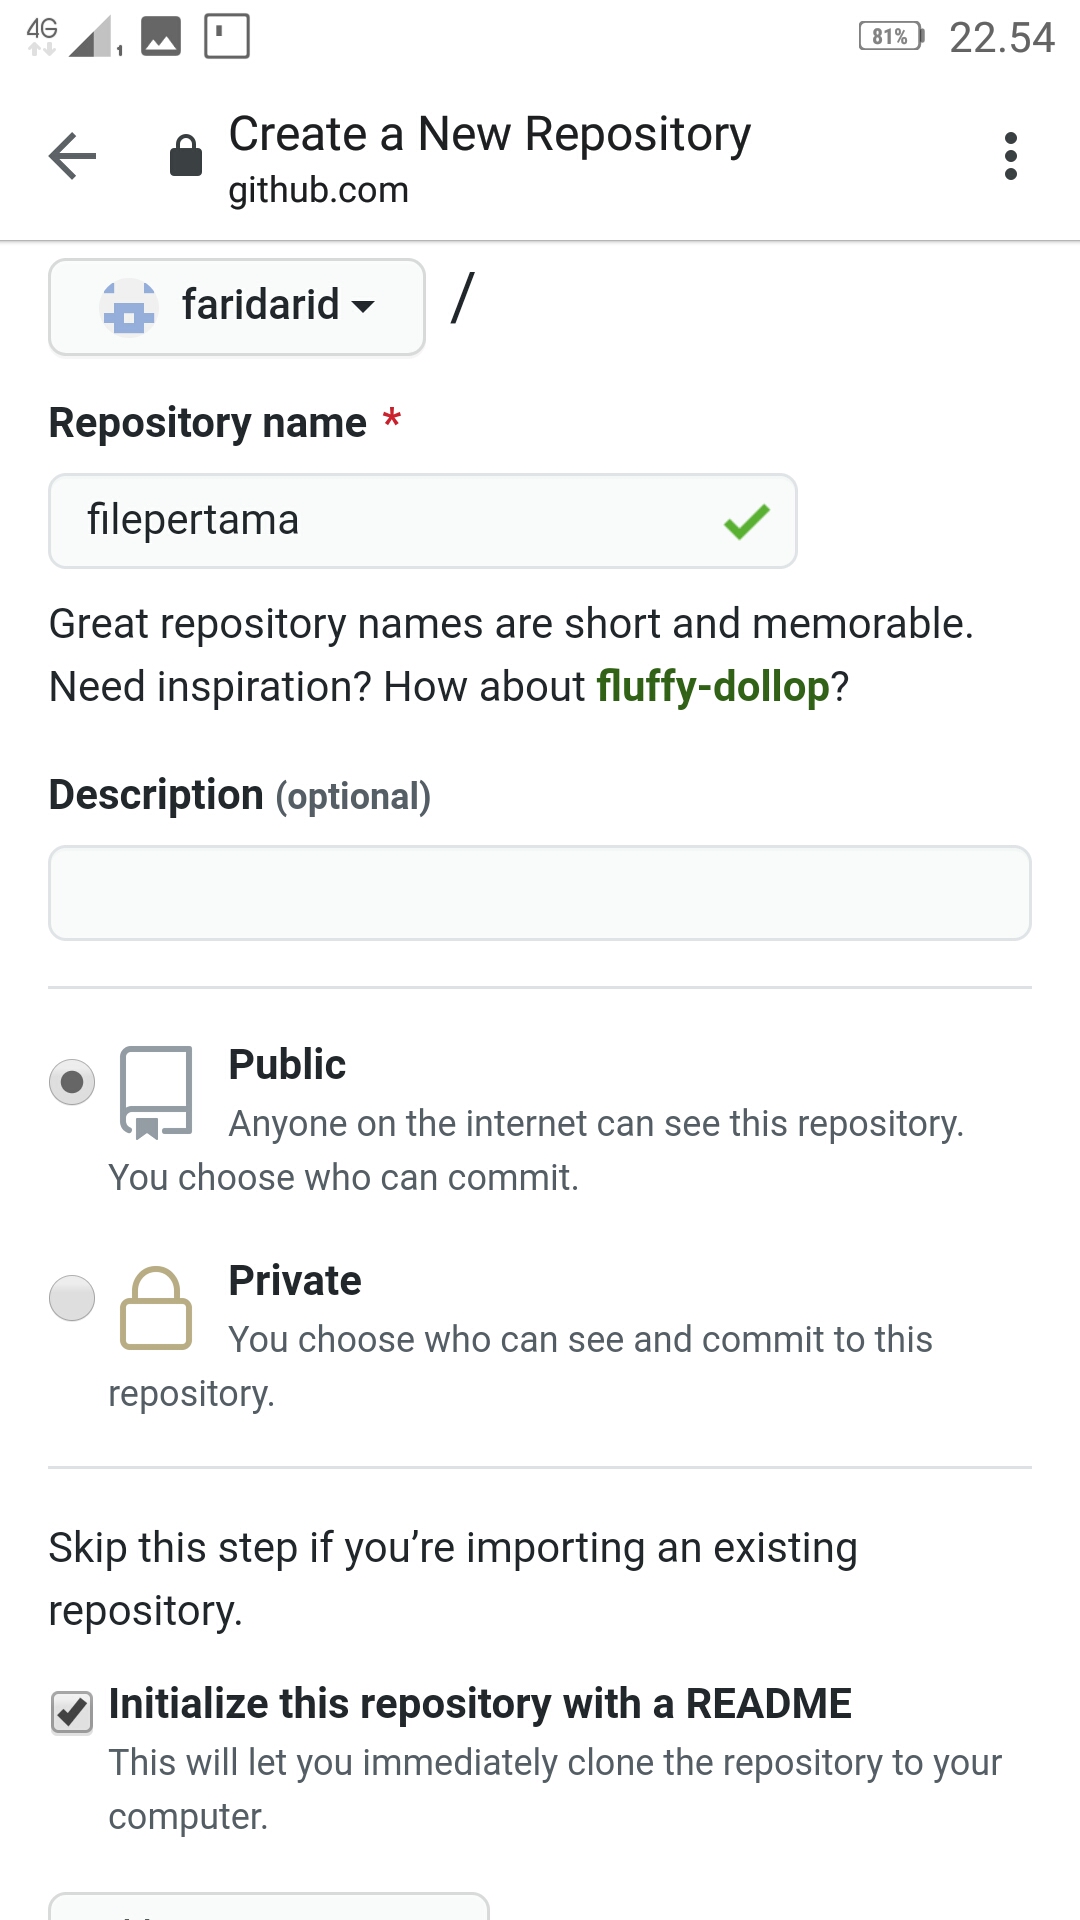 4G
1
81%
22.54
Create a New Repository
github.com
faridarid
/
Repository name *
filepertama
Great repository names are short and memorable.
Need inspiration? How about fluffy-dollop?
Description (optional)
Public
Anyone on the internet can see this repository.
You choose who can commit.
Private
You choose who can see and commit to this
repository.
Skip this step if you’re importing an existing
repository.
Initialize this repository with a README
This will let you immediately clone the repository to your
computer.